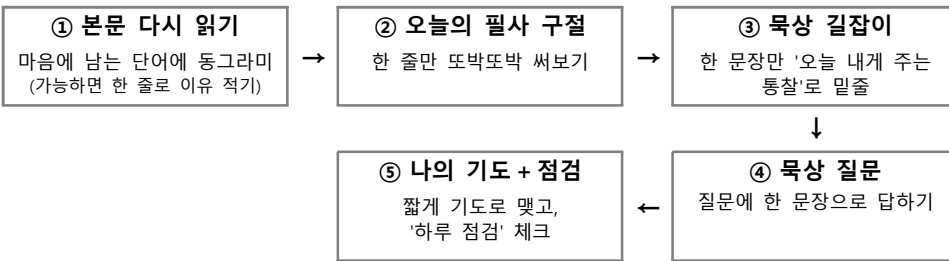 ① 본문 다시 읽기
마음에 남는 단어에 동그라미
(가능하면 한 줄로 이유 적기)
→
② 오늘의 필사 구절
한 줄만 또박또박 써보기
→
③ 묵상 길잡이
한 문장만 '오늘 내게 주는
통찰'로 밑줄
↓
④ 묵상 질문
질문에 한 문장으로 답하기
←
⑤ 나의 기도 + 점검
짧게 기도로 맺고,
'하루 점검' 체크